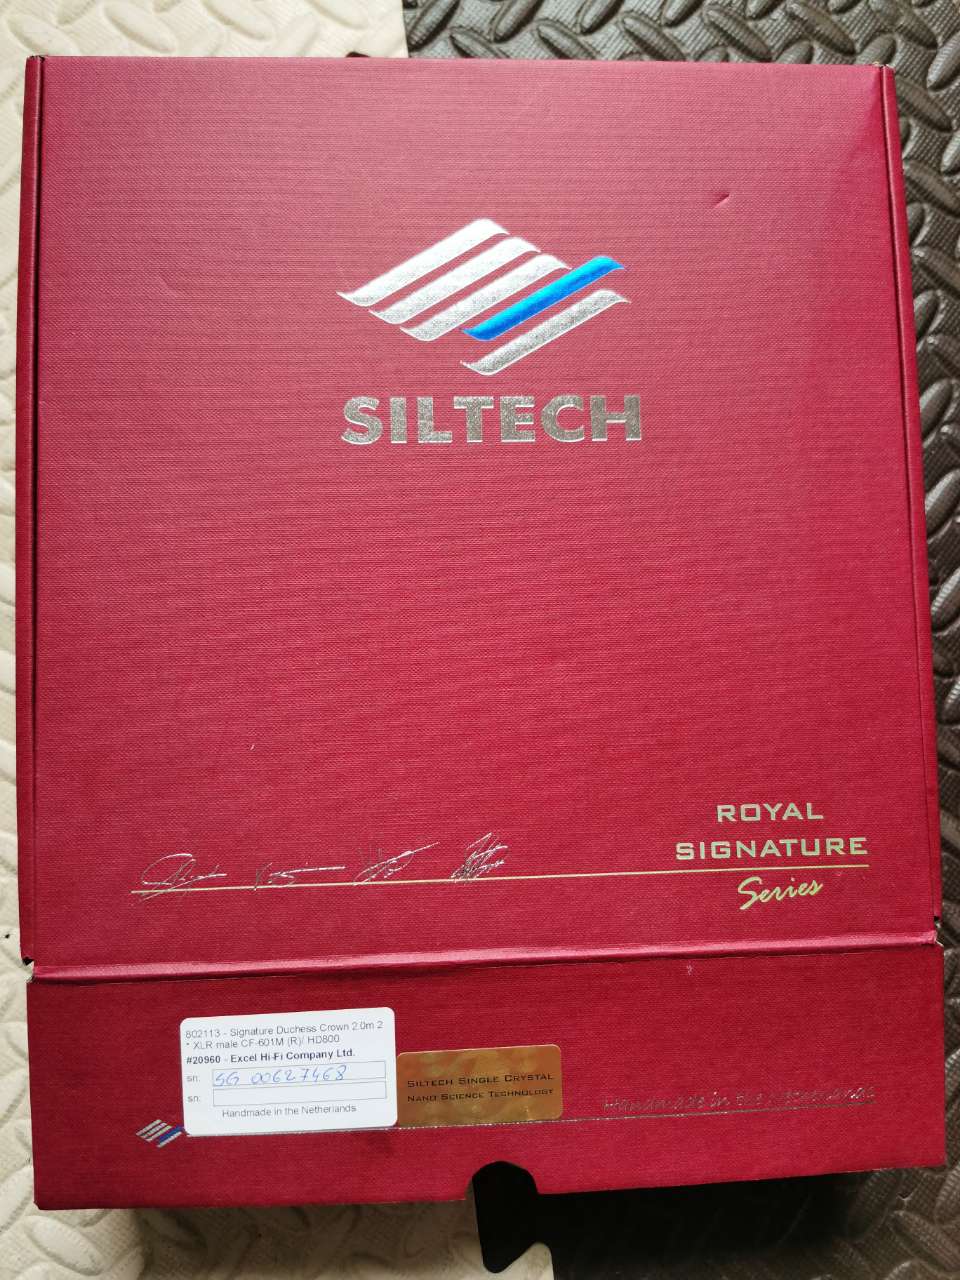 SILTECH
ROYAL
SIGNATURE
Series
802113 - Signature Duchess Crown 2.0m 2
* XLR male CF-601M (R)/ HD800
#20960 - Excel Hi-Fi Company Ltd.
sn: SG 00627468
sn:
Handmade in the Netherlands
SILTECH SINGLE CRYSTAL
NANO SCIENCE TECHNOLOGY
Handmade in the Netherlands